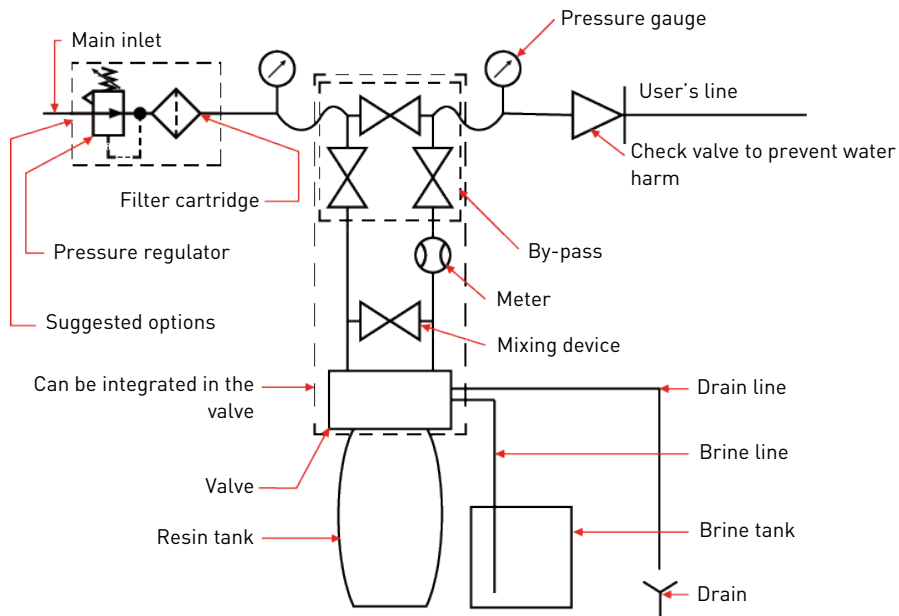 Pressure gauge
Main inlet
User's line
Check valve to prevent water
harm
Filter cartridge
By-pass
Pressure regulator
Meter
Suggested options
Mixing device
Can be integrated in the
valve
Drain line
Brine line
Valve
Resin tank
Brine tank
Drain